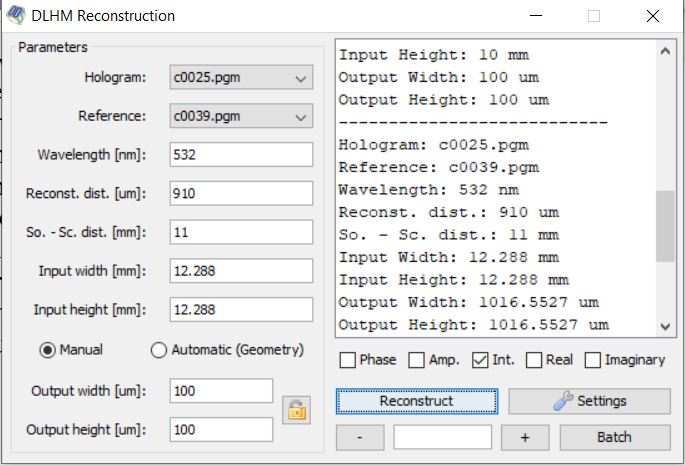 DLHM Reconstruction
Parameters
Hologram: c0025.pgm
Reference: c0039.pgm
Wavelength [nm]: 532
Reconst. dist. [um]: 910
So. - Sc. dist. [mm]: 11
Input width [mm]: 12.288
Input height [mm]: 12.288
Manual Automatic (Geometry)
Output width [um]: 100
Output height [um]: 100
Input Height: 10 mm
Output Width: 100 um
Output Height: 100 um
---------------------------
Hologram: c0025.pgm
Reference: c0039.pgm
Wavelength: 532 nm
Reconst. dist.: 910 um
So. - Sc. dist.: 11 mm
Input Width: 12.288 mm
Input Height: 12.288 mm
Output Width: 1016.5527 um
Output Height: 1016.5527 um
Phase Amp. Int. Real Imaginary
Reconstruct Settings
- + Batch